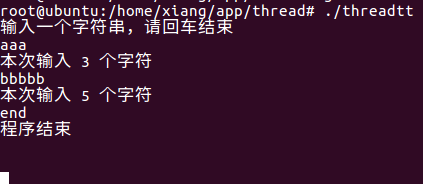 root@ubuntu:/home/xiang/app/thread# ./threadtt
输入一个字符串，请回车结束
aaa
本次输入 3 个字符
bbbbb
本次输入 5 个字符
end
程序结束